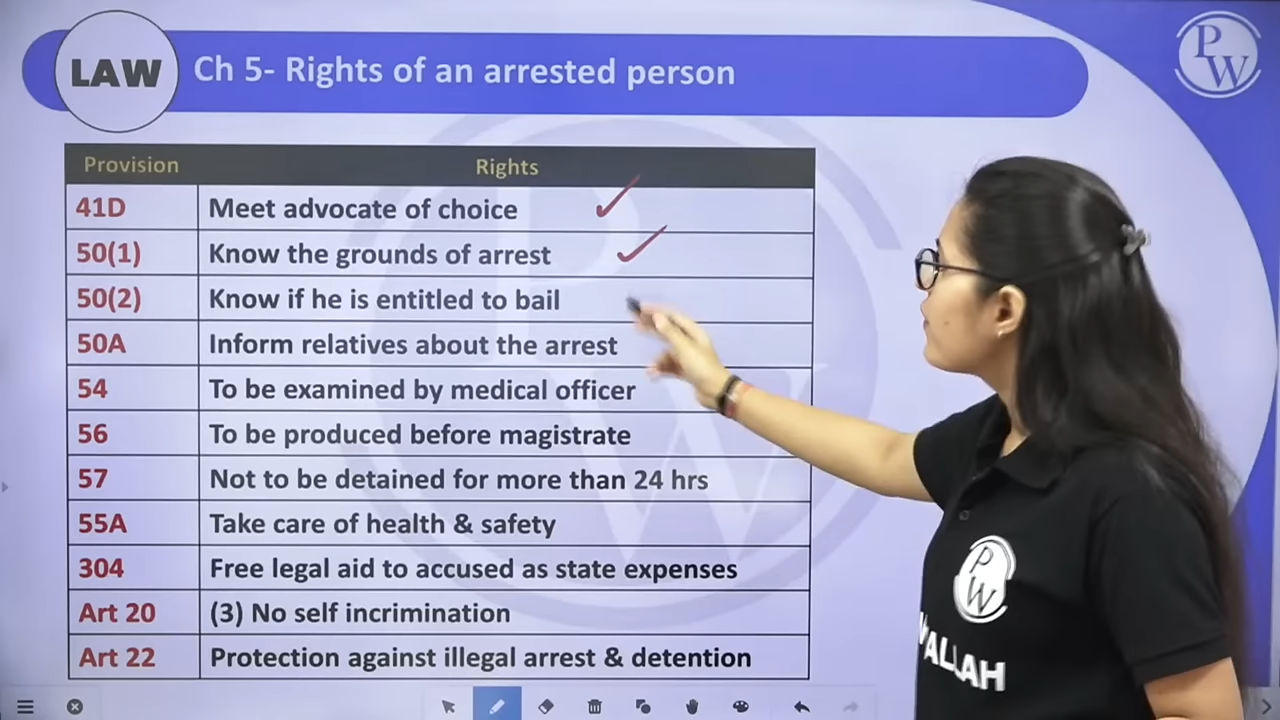 LAW
Ch 5- Rights of an arrested person
PW
Provision Rights
41D Meet advocate of choice
50(1) Know the grounds of arrest
50(2) Know if he is entitled to bail
50A Inform relatives about the arrest
54 To be examined by medical officer
56 To be produced before magistrate
57 Not to be detained for more than 24 hrs
55A Take care of health & safety
304 Free legal aid to accused as state expenses
Art 20 (3) No self incrimination
Art 22 Protection against illegal arrest & detention
PW
PW
WALLAH